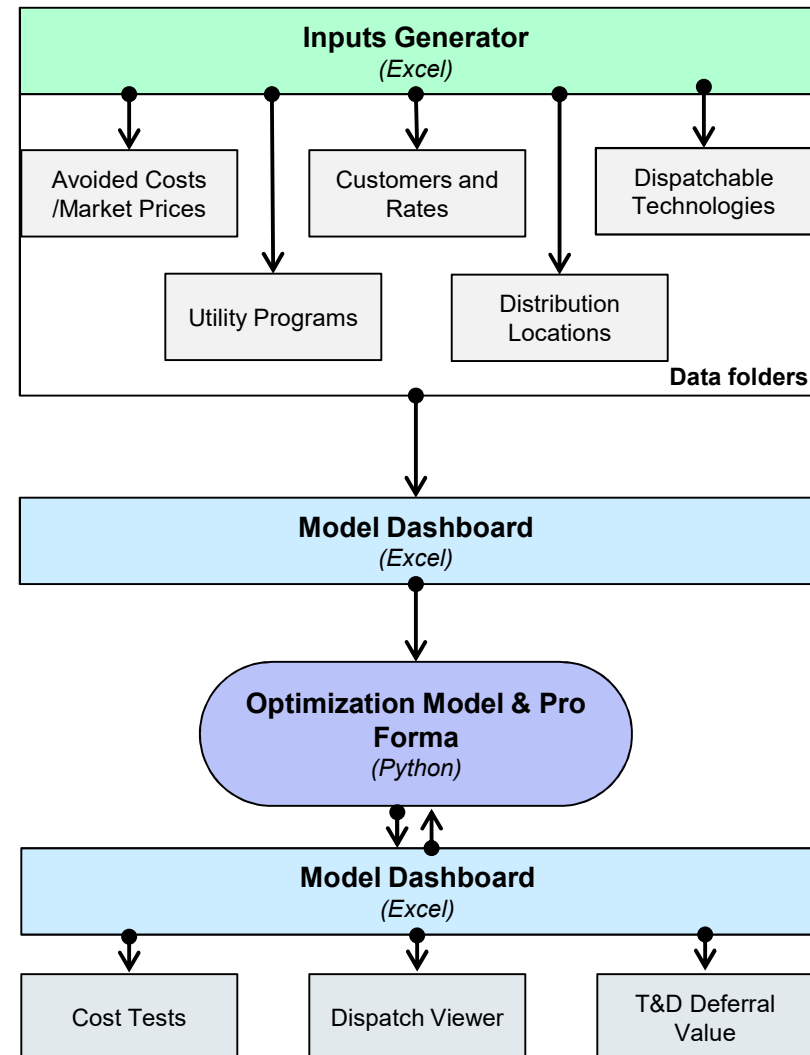 Inputs Generator
(Excel)
Avoided Costs
/Market Prices
Customers and
Rates
Dispatchable
Technologies
Utility Programs
Distribution
Locations
Data folders
Model Dashboard
(Excel)
Optimization Model & Pro
Forma
(Python)
Model Dashboard
(Excel)
Cost Tests
Dispatch Viewer
T&D Deferral
Value